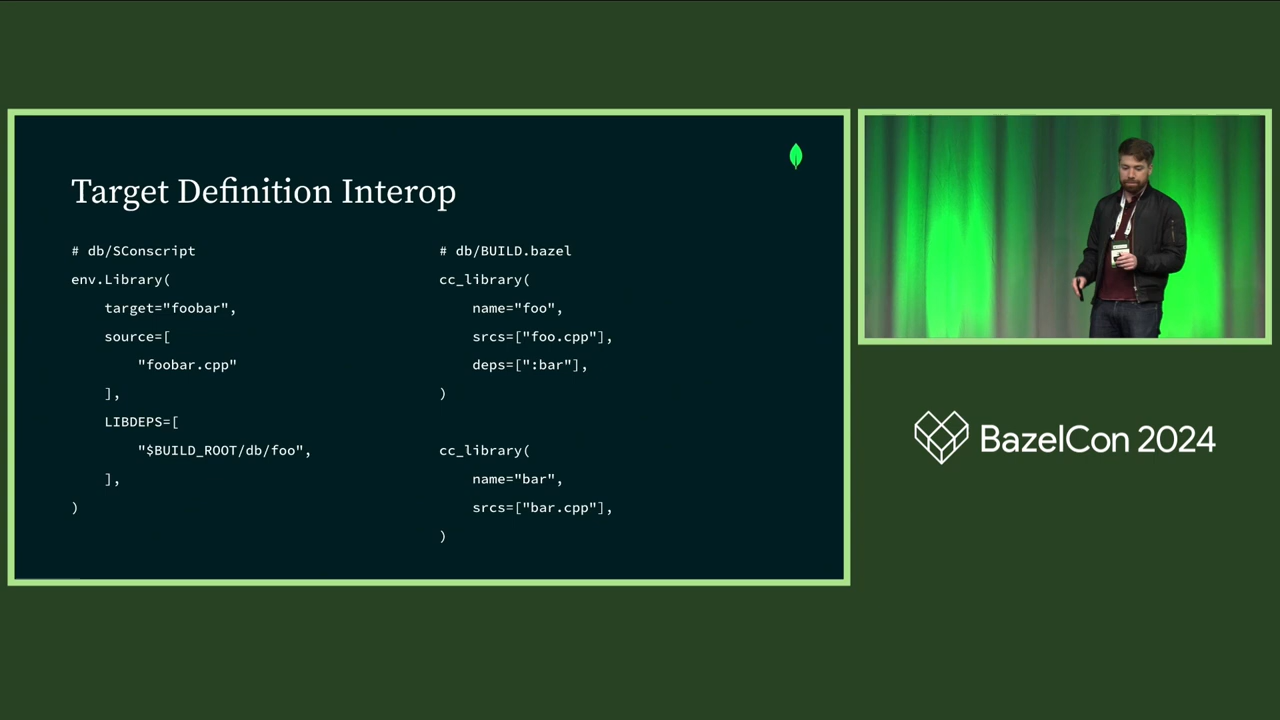 Target Definition Interop
# db/SConscript
env.Library(
    target="foobar",
    source=[
        "foobar.cpp"
    ],
    LIBDEPS=[
        "$BUILD_ROOT/db/foo",
    ],
)
# db/BUILD.bazel
cc_library(
    name="foo",
    srcs=["foo.cpp"],
    deps=[":bar"],
)
cc_library(
    name="bar",
    srcs=["bar.cpp"],
)
BazelCon 2024